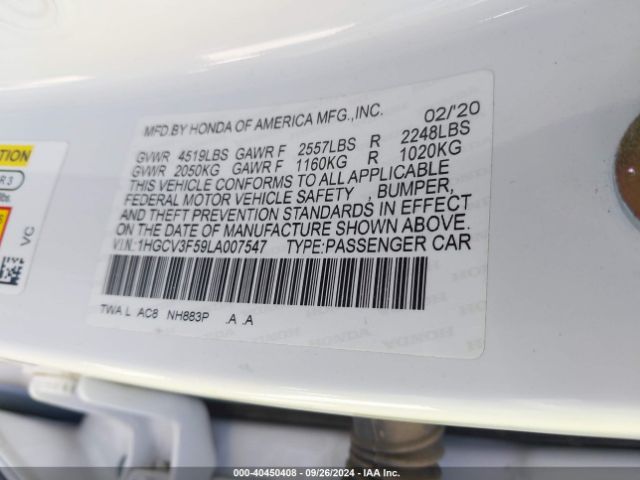 MFD.BY HONDA OF AMERICA MFG.,INC. 02/'20
GVWR 4519LBS GAWR F 2557LBS R 2248LBS
GVWR 2050KG GAWR F 1160KG R 1020KG
THIS VEHICLE CONFORMS TO ALL APPLICABLE
FEDERAL MOTOR VEHICLE SAFETY , BUMPER,
AND THEFT PREVENTION STANDARDS IN EFFECT
ON THE DATE OF MANUFACTURE SHOWN ABOVE.
V.I.N.:1HGCV3F59LA007547 TYPE:PASSENGER CAR
TWA L AC8 NH883P .A .A
R 3
lbs.
VC
000-40450408 - 09/26/2024 - IAA Inc.